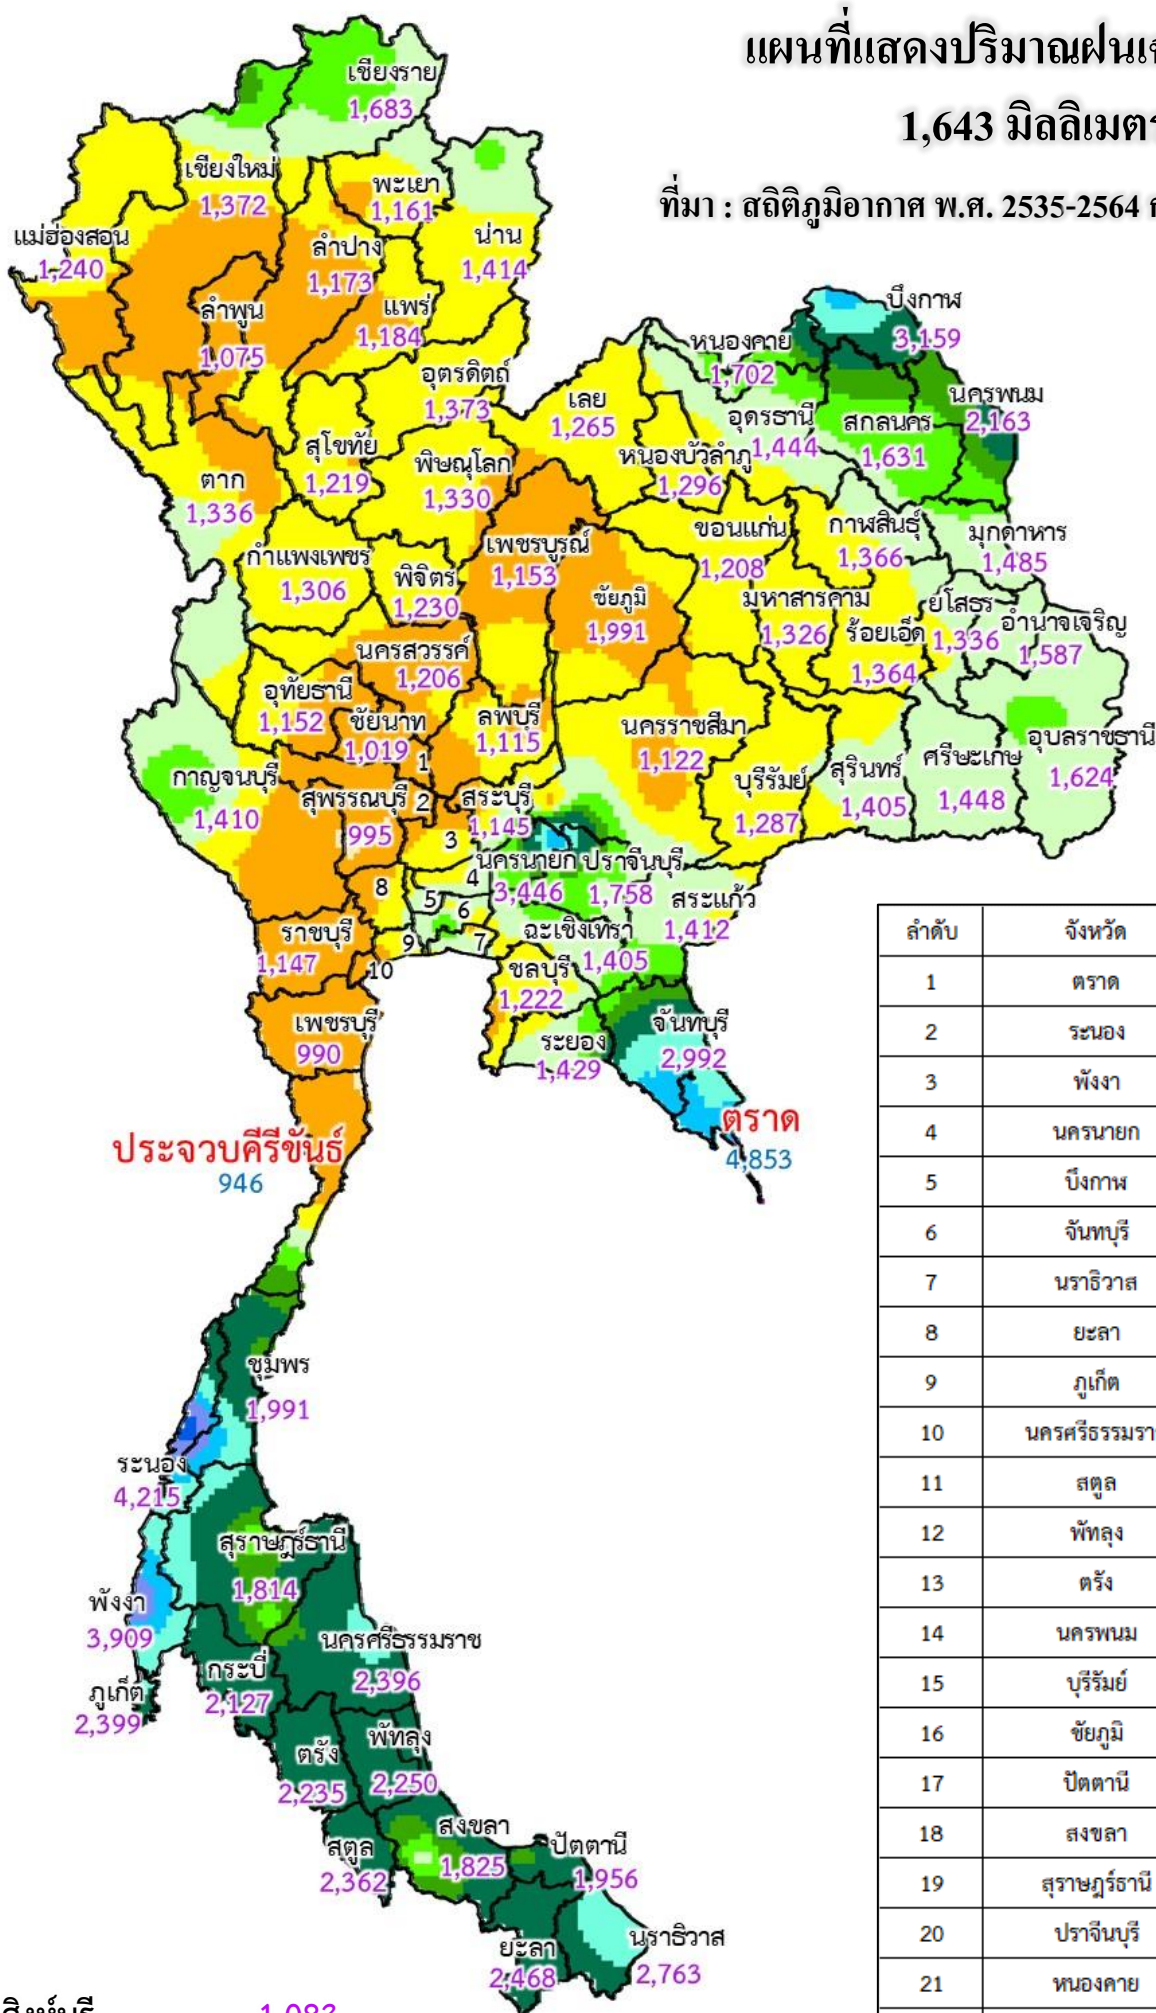 แผนที่แสดงปริมาณฝนเ
1,643 มิลลิเมตร
ที่มา : สถิติภูมิอากาศ พ.ศ. 2535-2564
เชียงราย
1,683
เชียงใหม่
1,372
พะเยา
1,161
แม่ฮ่องสอน
1,240
ลำปาง
1,173
น่าน
1,414
ลำพูน
1,075
แพร่
1,184
บึงกาฬ
3,159
หนองคาย
1,702
อุตรดิตถ์
1,373
เลย
1,265
อุดรธานี
1,444
สกลนคร
1,631
นครพนม
2,163
สุโขทัย
1,219
พิษณุโลก
1,330
หนองบัวลำภู
1,296
ตาก
1,336
ขอนแก่น
1,208
กาฬสินธุ์
1,366
มุกดาหาร
1,485
กำแพงเพชร
1,306
พิจิตร
1,230
เพชรบูรณ์
1,153
ชัยภูมิ
1,991
มหาสารคาม
1,326
ร้อยเอ็ด
1,364
ยโสธร
1,336
อำนาจเจริญ
1,587
นครสวรรค์
1,206
อุทัยธานี
1,152
ชัยนาท
1,019
ลพบุรี
1,115
นครราชสีมา
1,122
บุรีรัมย์
1,287
สุรินทร์
1,405
ศรีษะเกษ
1,448
อุบลราชธานี
1,624
กาญจนบุรี
1,410
1
สุพรรณบุรี
995
2
สระบุรี
1,145
3
นครนายก
3,446
ปราจีนบุรี
1,758
สระแก้ว
1,412
8
4
5
6
7
9
10
ฉะเชิงเทรา
1,405
ราชบุรี
1,147
ชลบุรี
1,222
เพชรบุรี
990
ระยอง
1,429
จันทบุรี
2,992
ประจวบคีรีขันธ์
946
ตราด
4,853
ชุมพร
1,991
ระนอง
4,215
สุราษฎร์ธานี
1,814
พังงา
3,909
นครศรีธรรมราช
2,396
กระบี่
2,127
ภูเก็ต
2,399
ตรัง
2,235
พัทลุง
2,250
สตูล
2,362
สงขลา
1,825
ปัตตานี
1,956
ยะลา
2,468
นราธิวาส
2,763
สิงห์บุรี 1,083
ลำดับ จังหวัด
1 ตราด
2 ระนอง
3 พังงา
4 นครนายก
5 บึงกาฬ
6 จันทบุรี
7 นราธิวาส
8 ยะลา
9 ภูเก็ต
10 นครศรีธรรมรา
11 สตูล
12 พัทลุง
13 ตรัง
14 นครพนม
15 บุรีรัมย์
16 ชัยภูมิ
17 ปัตตานี
18 สงขลา
19 สุราษฎร์ธานี
20 ปราจีนบุรี
21 หนองคาย